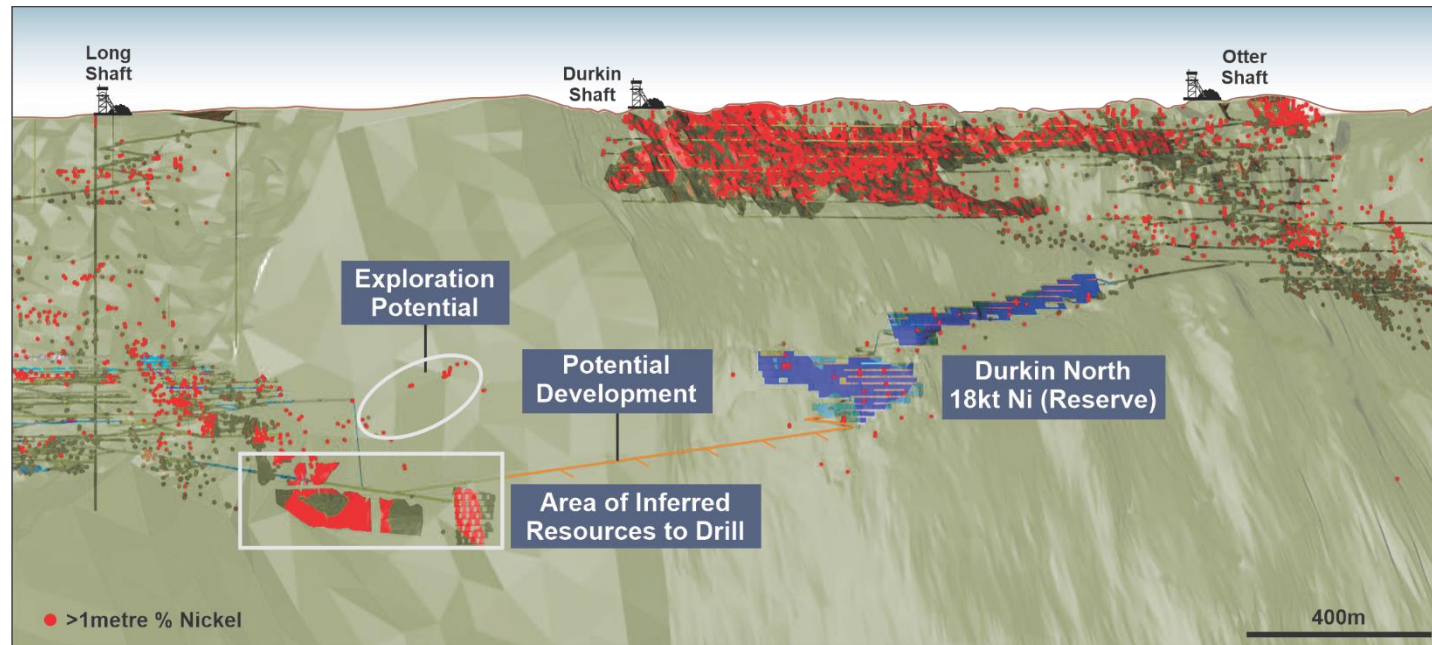 Long
Shaft
Durkin
Shaft
Otter
Shaft
Exploration
Potential
Potential
Development
Durkin North
18kt Ni (Reserve)
Area of Inferred
Resources to Drill
>1metre % Nickel
400m